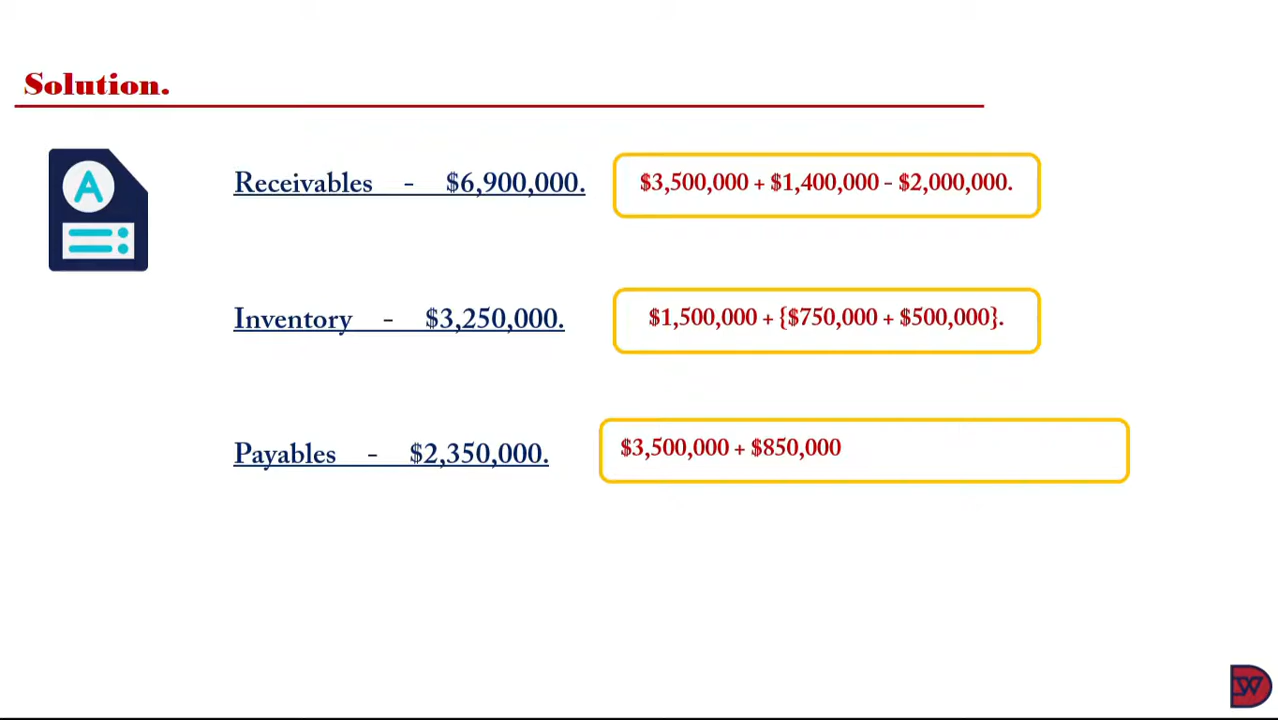 Solution.
A
Receivables - $6,900,000. $3,500,000 + $1,400,000 - $2,000,000.
Inventory - $3,250,000. $1,500,000 + {$750,000 + $500,000}.
Payables - $2,350,000. $3,500,000 + $850,000
DW